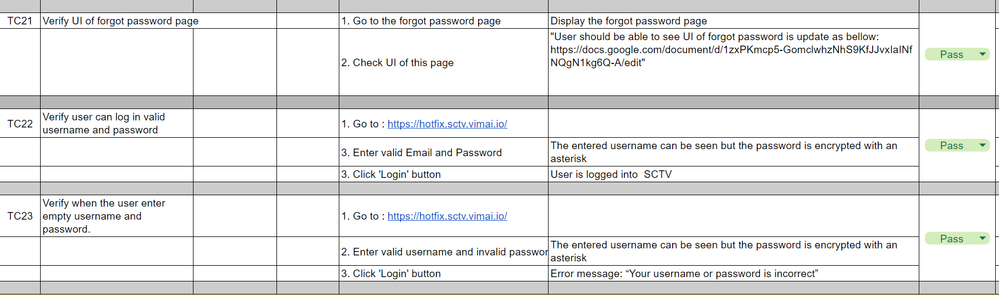 TC21 Verify UI of forgot password page 1. Go to the forgot password page Display the forgot password page
2. Check UI of this page
"User should be able to see UI of forgot password is update as bellow:
https://docs.google.com/document/d/1zxPKmcp5-GomclwhzNhS9KfJJvxIaINf
NQgN1kg6Q-A/edit"
Pass
TC22
Verify user can log in valid
username and password
1. Go to : https://hotfix.sctv.vimai.io/
3. Enter valid Email and Password
The entered username can be seen but the password is encrypted with an
asterisk
Pass
3. Click 'Login' button User is logged into  SCTV
TC23
Verify when the user enter
empty username and
password.
1. Go to : https://hotfix.sctv.vimai.io/
2. Enter valid username and invalid passwor
The entered username can be seen but the password is encrypted with an
asterisk
Pass
3. Click 'Login' button Error message: “Your username or password is incorrect”